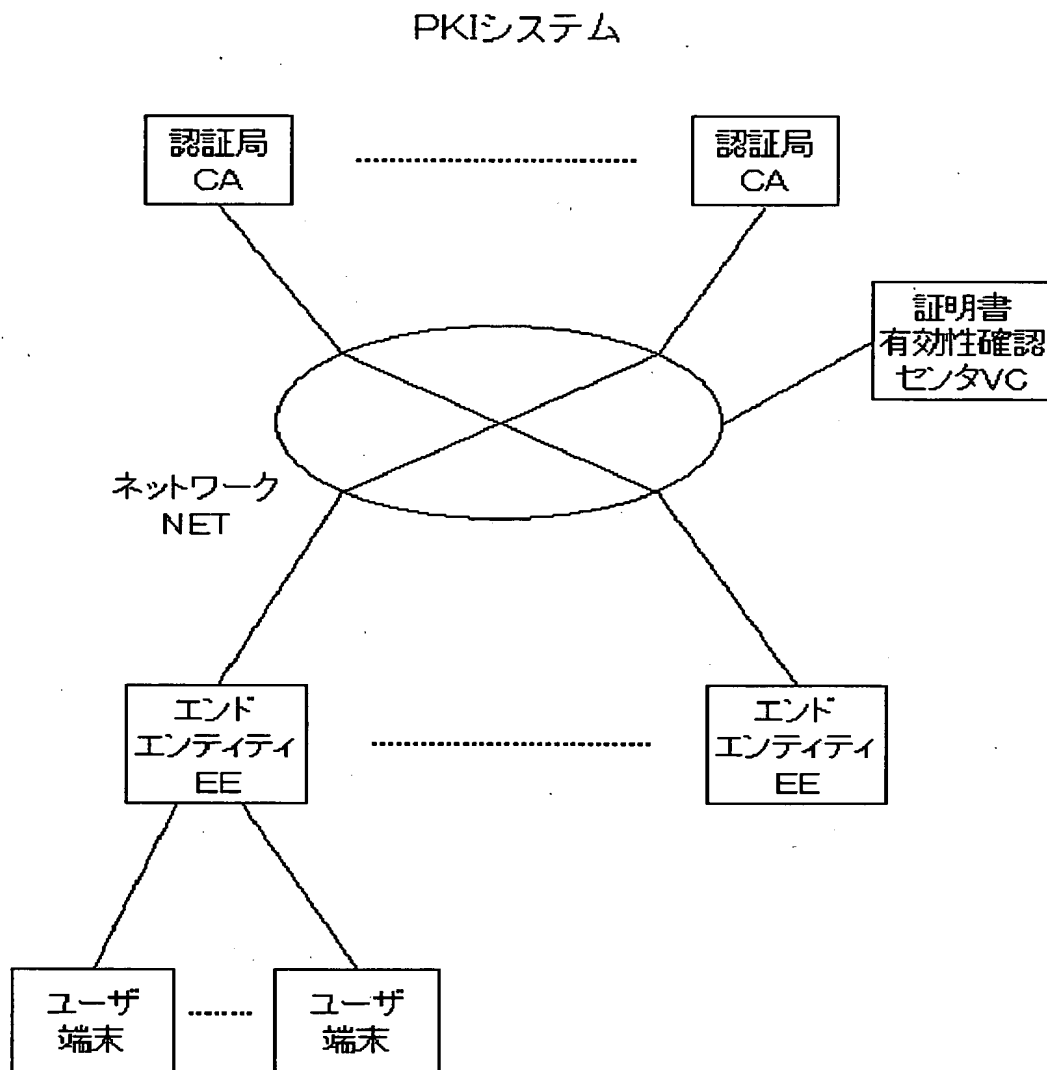 PKIシステム
認証局
CA
認証局
CA
証明書
有効性確認
センタVC
ネットワーク
NET
エンド
エンティティ
EE
エンド
エンティティ
EE
ユーザ
端末
ユーザ
端末